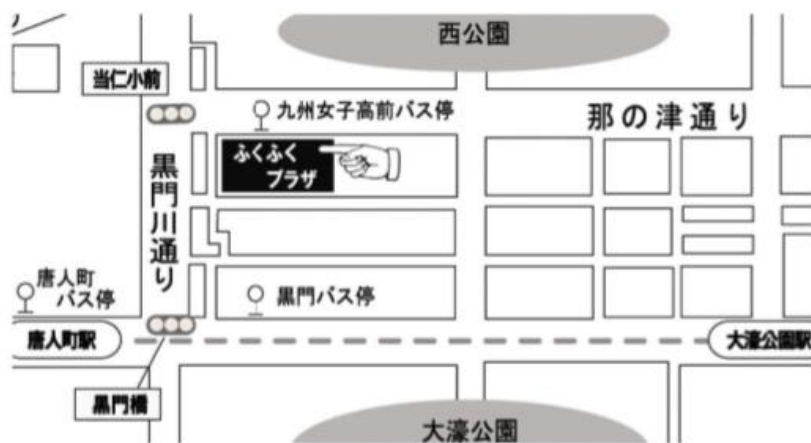 西公園
当仁小前
九州女子高前バス停
那の津通り
ふくふく
プラザ
黒門川通り
唐人町
バス停
黒門バス停
唐人町駅
大濠公園駅
黒門橋
大濠公園